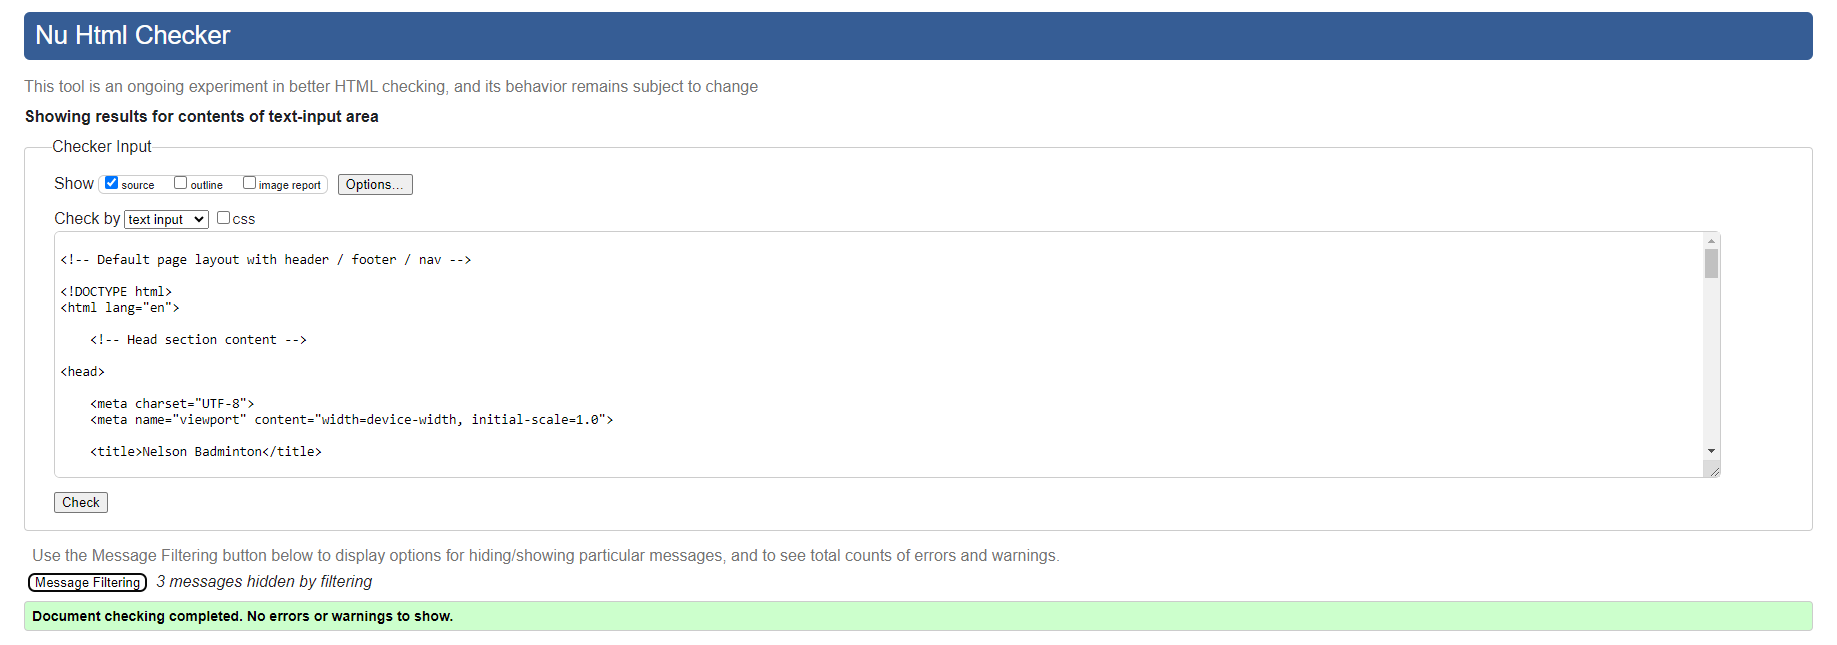 Nu Html Checker
This tool is an ongoing experiment in better HTML checking, and its behavior remains subject to change
Showing results for contents of text-input area
Checker Input
Show source outline image report Options...
Check by text input css
<!-- Default page layout with header / footer / nav -->
<!DOCTYPE html>
<html lang="en">
<!-- Head section content -->
<head>
<meta charset="UTF-8">
<meta name="viewport" content="width=device-width, initial-scale=1.0">
<title>Nelson Badminton</title>
Check
Use the Message Filtering button below to display options for hiding/showing particular messages, and to see total counts of errors and warnings.
Message Filtering 3 messages hidden by filtering
Document checking completed. No errors or warnings to show.